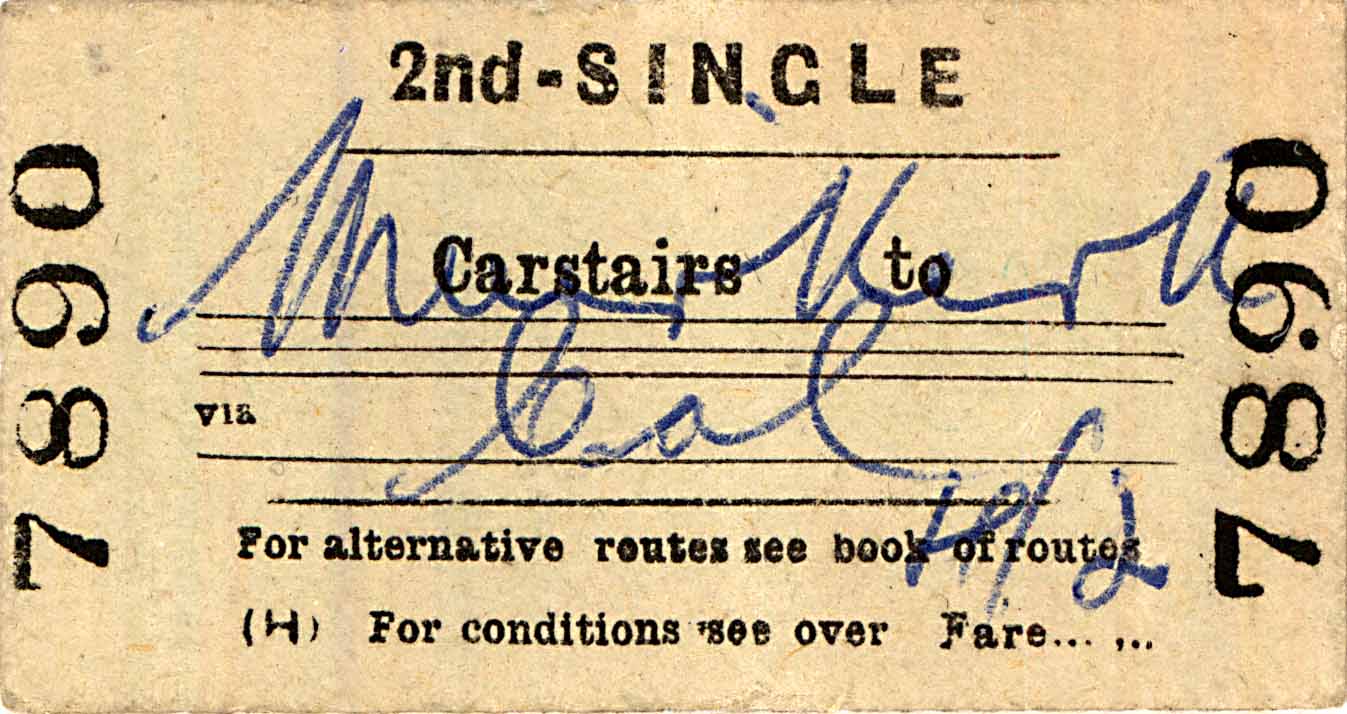 2nd-SINGLE
Carstairs to
Muirkirk
via
For alternative routes see book of routes
(H) For conditions see over Fare... ...
7890
7890